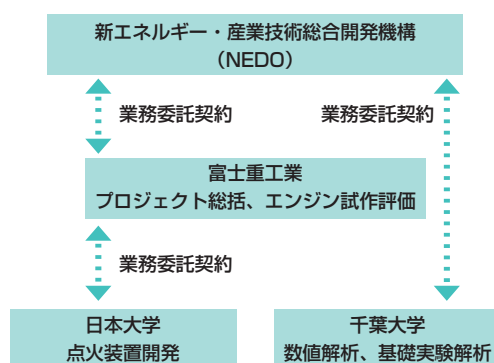 新エネルギー・産業技術総合開発機構
（NEDO）
業務委託契約
業務委託契約
富士重工業
プロジェクト総括、エンジン試作評価
業務委託契約
日本大学
点火装置開発
千葉大学
数値解析、基礎実験解析